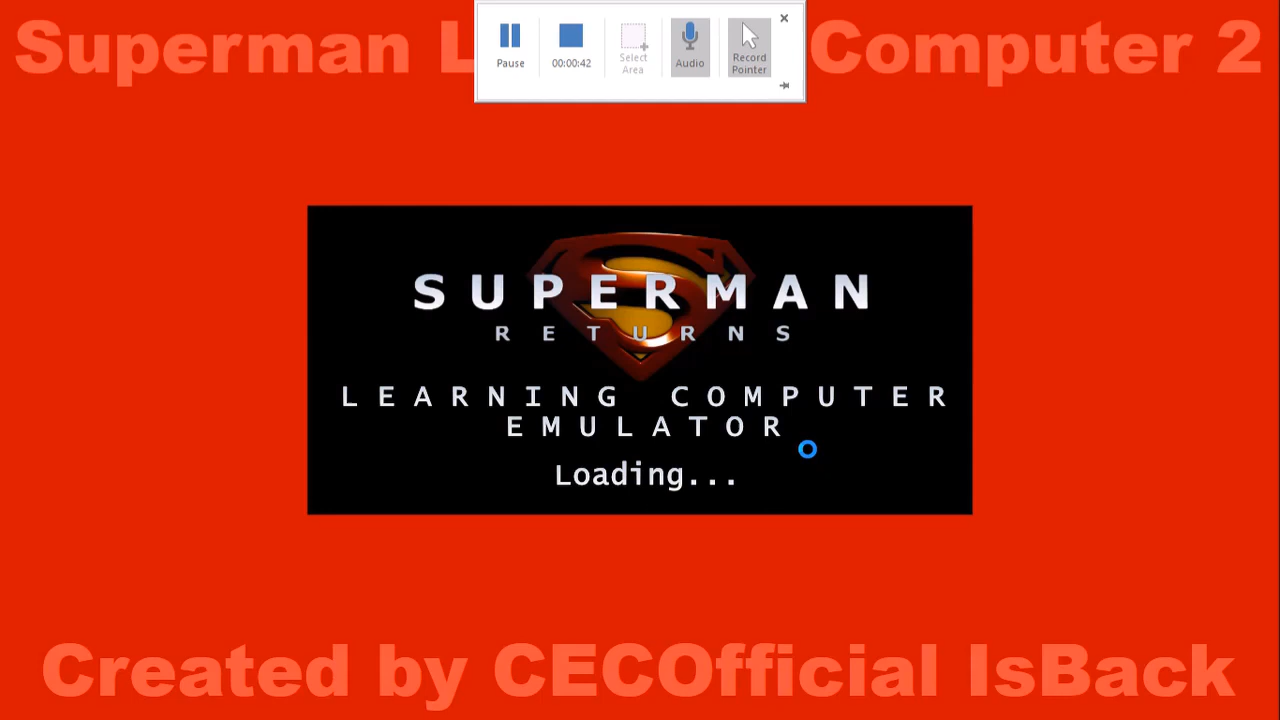 Superman L Computer 2
Pause
00:00:42
Select
Area
Audio
Record
Pointer
SUPERMAN
RETURNS
LEARNING COMPUTER
EMULATOR
Loading...
Created by CECOfficial IsBack